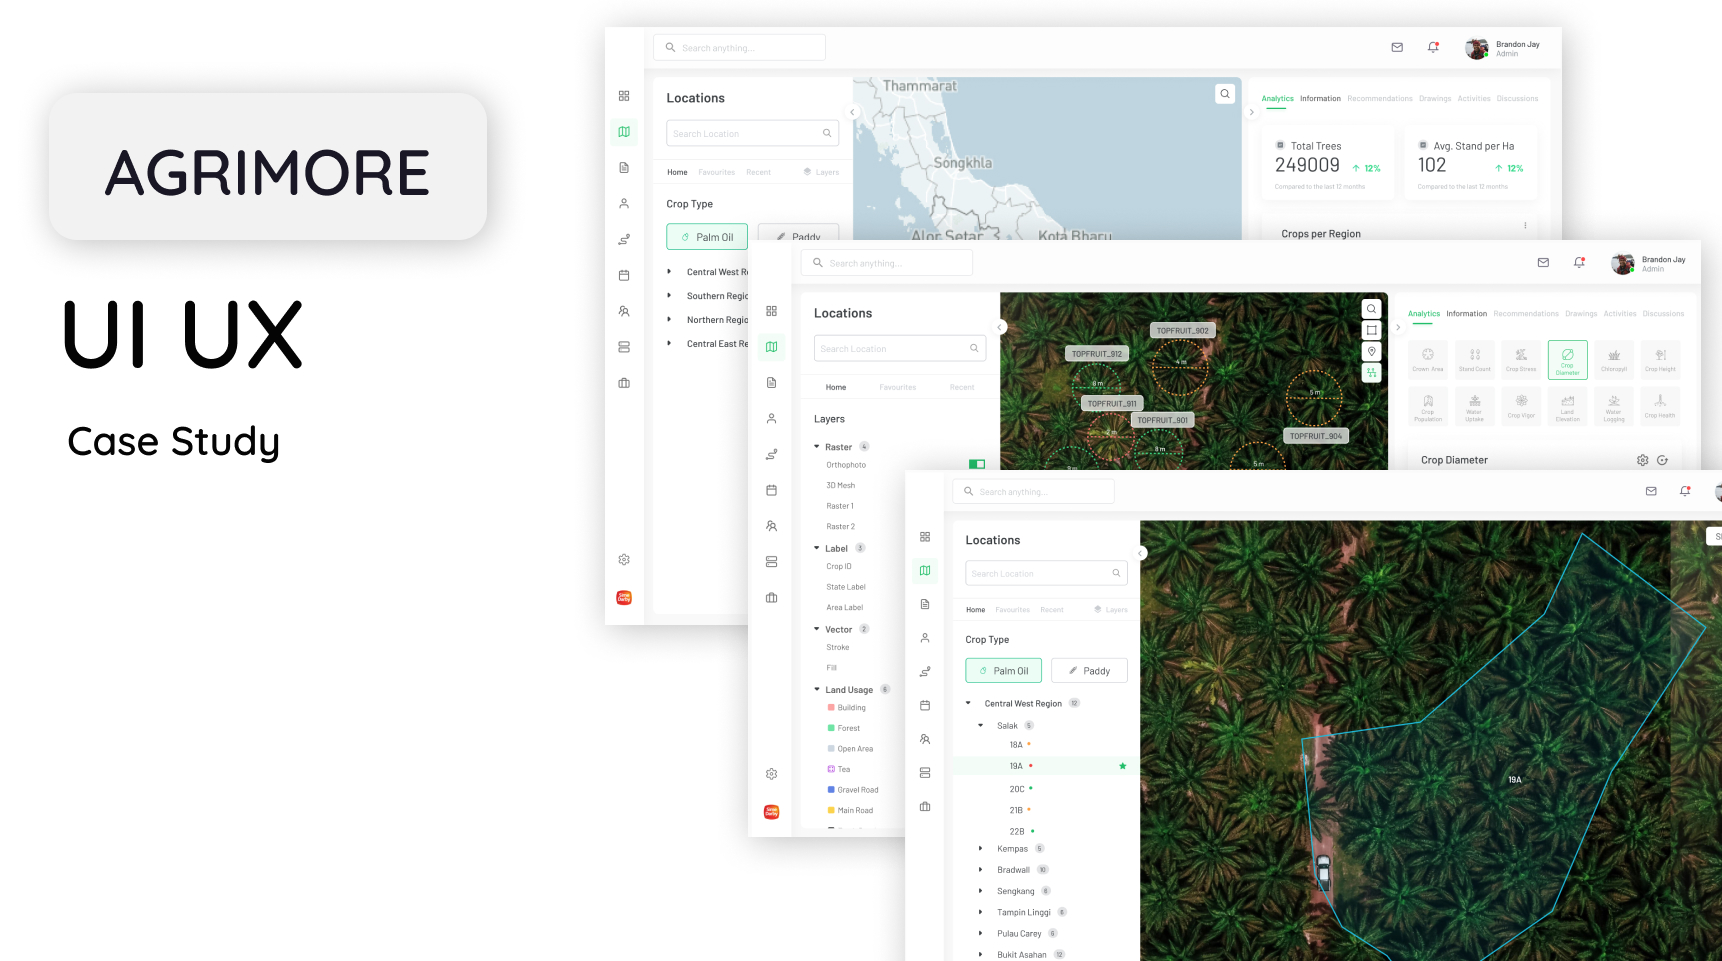 AGRIMORE
UI UX
Case Study
Search anything...
Brandon Jay
Admin
Locations
Search Location
Home Favourites Recent Layers
Crop Type
Palm Oil Paddy
Central West R
Southern Regio
Northern Regio
Central East Re
Thammarat
Songkhla
Alor Setar
Kota Bharu
Analytics Information Recommendations Drawings Activities Discussions
Total Trees
249009 12%
Compared to the last 12 months
Avg. Stand per Ha
102 12%
Compared to the last 12 months
Crops per Region
Sime Darby
Search anything...
Brandon Jay
Admin
Locations
Search Location
Home Favourites Recent
Layers
Raster 4
Orthophoto
3D Mesh
Raster 1
Raster 2
Label 3
Crop ID
State Label
Area Label
Vector 2
Stroke
Fill
Land Usage 6
Building
Forest
Open Area
Tea
Gravel Road
Main Road
TOPFRUIT_902
TOPFRUIT_912
4 m
8 m
TOPFRUIT_911
TOPFRUIT_901
5 m
TOPFRUIT_904
8 m
5 m
Analytics Information Recommendations Drawings Activities Discussions
Crown Area
Stand Count
Crop Stress
Crop Diameter
Chlorophyll
Crop Height
Crop Population
Water Uptake
Crop Vigor
Land Elevation
Water Logging
Crop Health
Crop Diameter
Sime Darby
Search anything...
Locations
Search Location
Home Favourites Recent Layers
Crop Type
Palm Oil Paddy
Central West Region 12
Salak 5
18A
19A
20C
21B
22B
Kempas 5
Bradwall 10
Sengkang 8
Tampin Linggi 6
Pulau Carey 6
Bukit Asahan 12
19A